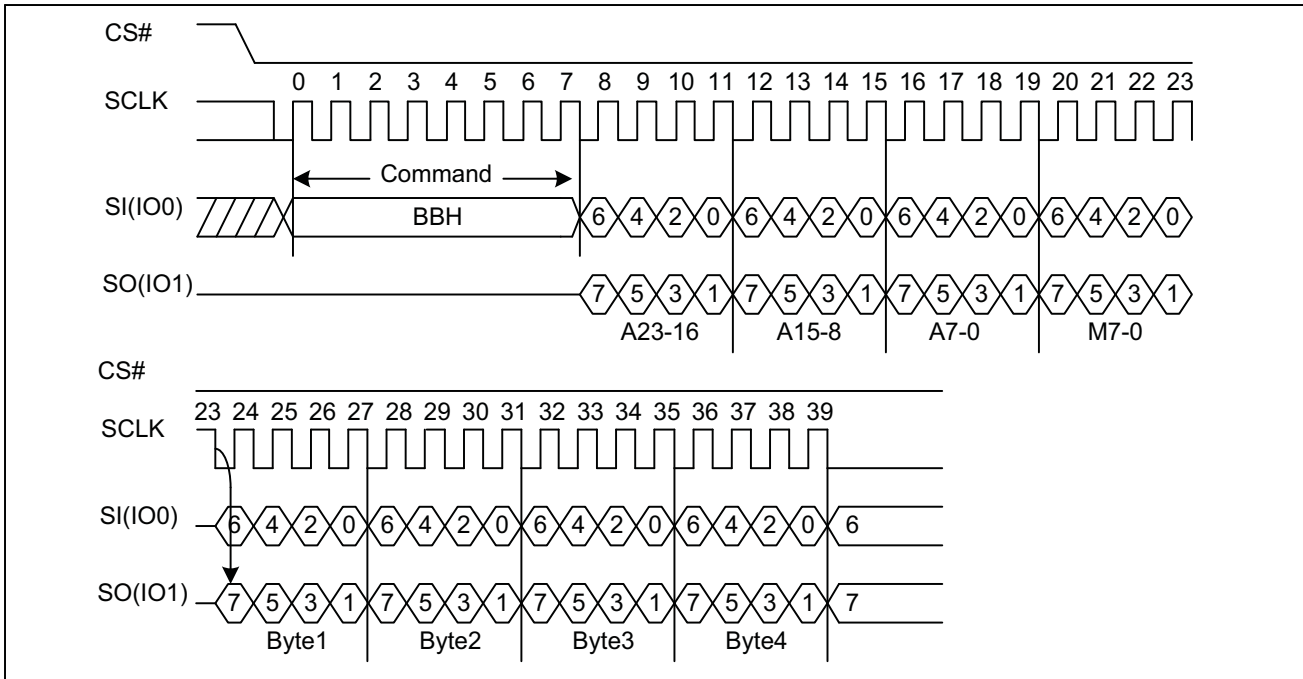 CS#
0 1 2 3 4 5 6 7 8 9 10 11 12 13 14 15 16 17 18 19 20 21 22 23
SCLK
Command
SI(IO0) BBH 6 4 2 0 6 4 2 0 6 4 2 0 6 4 2 0
SO(IO1) 7 5 3 1 7 5 3 1 7 5 3 1 7 5 3 1
A23-16 A15-8 A7-0 M7-0
CS#
23 24 25 26 27 28 29 30 31 32 33 34 35 36 37 38 39
SCLK
SI(IO0) 6 4 2 0 6 4 2 0 6 4 2 0 6 4 2 0 6
SO(IO1) 7 5 3 1 7 5 3 1 7 5 3 1 7 5 3 1 7
Byte1 Byte2 Byte3 Byte4